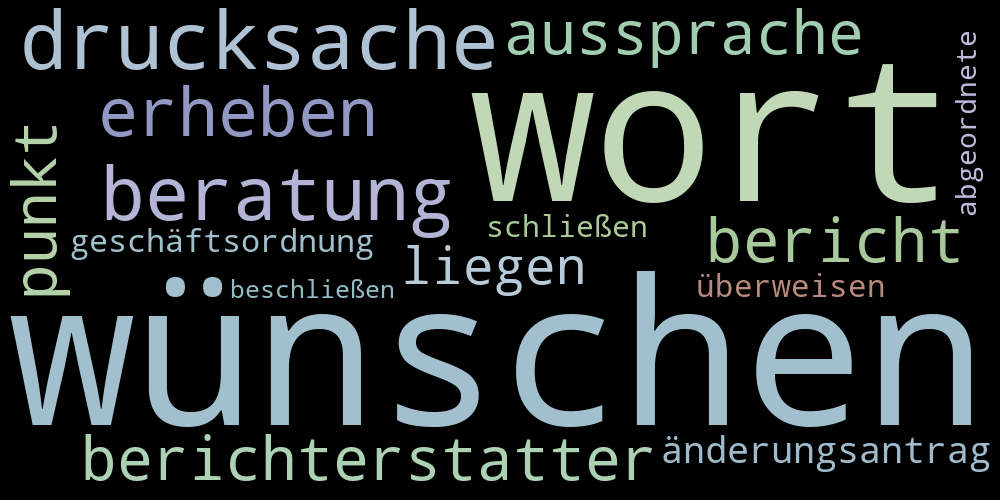 drucksache
aussprache
wort
abgeordnete
erheben
punkt
beratung
bericht
schließen
geschäftsordnung
liegen
beschließen
überweisen
wünschen
berichterstatter
änderungsantrag